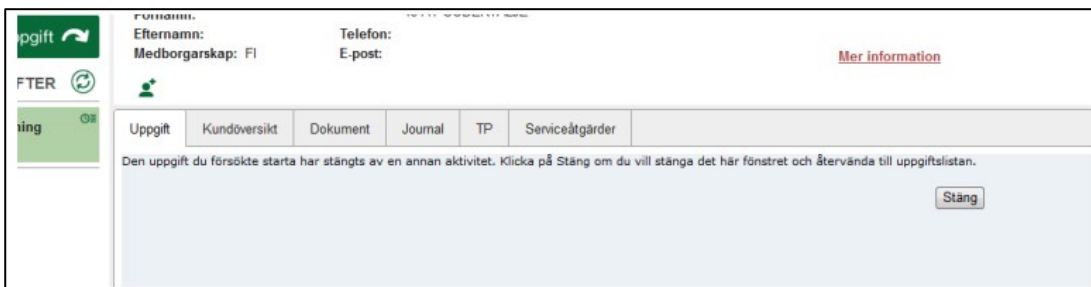 Förnamn:
Efternamn: Telefon:
ppgift
Medborgarskap: FI E-post:
Mer information
FTER
ning
Uppgift Kundöversikt Dokument Journal TP Serviceåtgärder
Den uppgift du försökte starta har stängts av en annan aktivitet. Klicka på Stäng om du vill stänga det här fönstret och återvända till uppgiftslistan.
Stäng